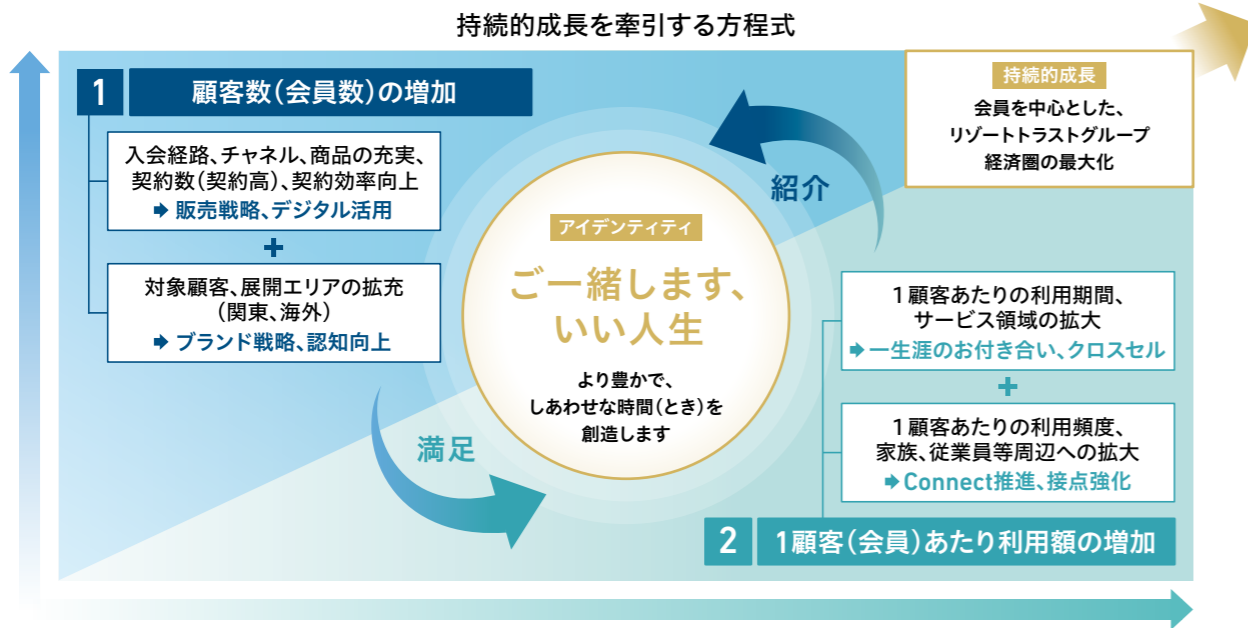 持続的成長を牽引する方程式
1 顧客数(会員数)の増加
入会経路、チャネル、商品の充実、
契約数(契約高)、契約効率向上
➡ 販売戦略、デジタル活用
+
対象顧客、展開エリアの拡充
(関東、海外)
➡ ブランド戦略、認知向上
満足
アイデンティティ
ご一緒します、
いい人生
より豊かで、
しあわせな時間(とき)を
創造します
紹介
持続的成長
会員を中心とした、
リゾートトラストグループ
経済圏の最大化
1顧客あたりの利用期間、
サービス領域の拡大
➡ 一生涯のお付き合い、クロスセル
+
1顧客あたりの利用頻度、
家族、従業員等周辺への拡大
➡ Connect推進、接点強化
2 1顧客(会員)あたり利用額の増加